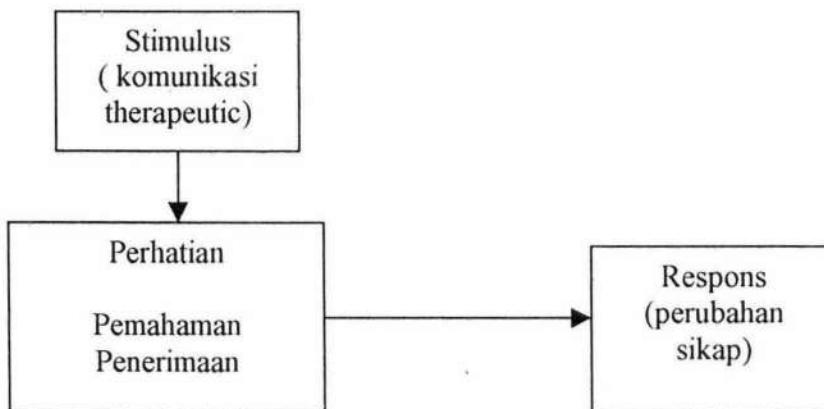 Stimulus
( komunikasi
therapeutic)
Perhatian
Pemahaman
Penerimaan
Respons
(perubahan
sikap)